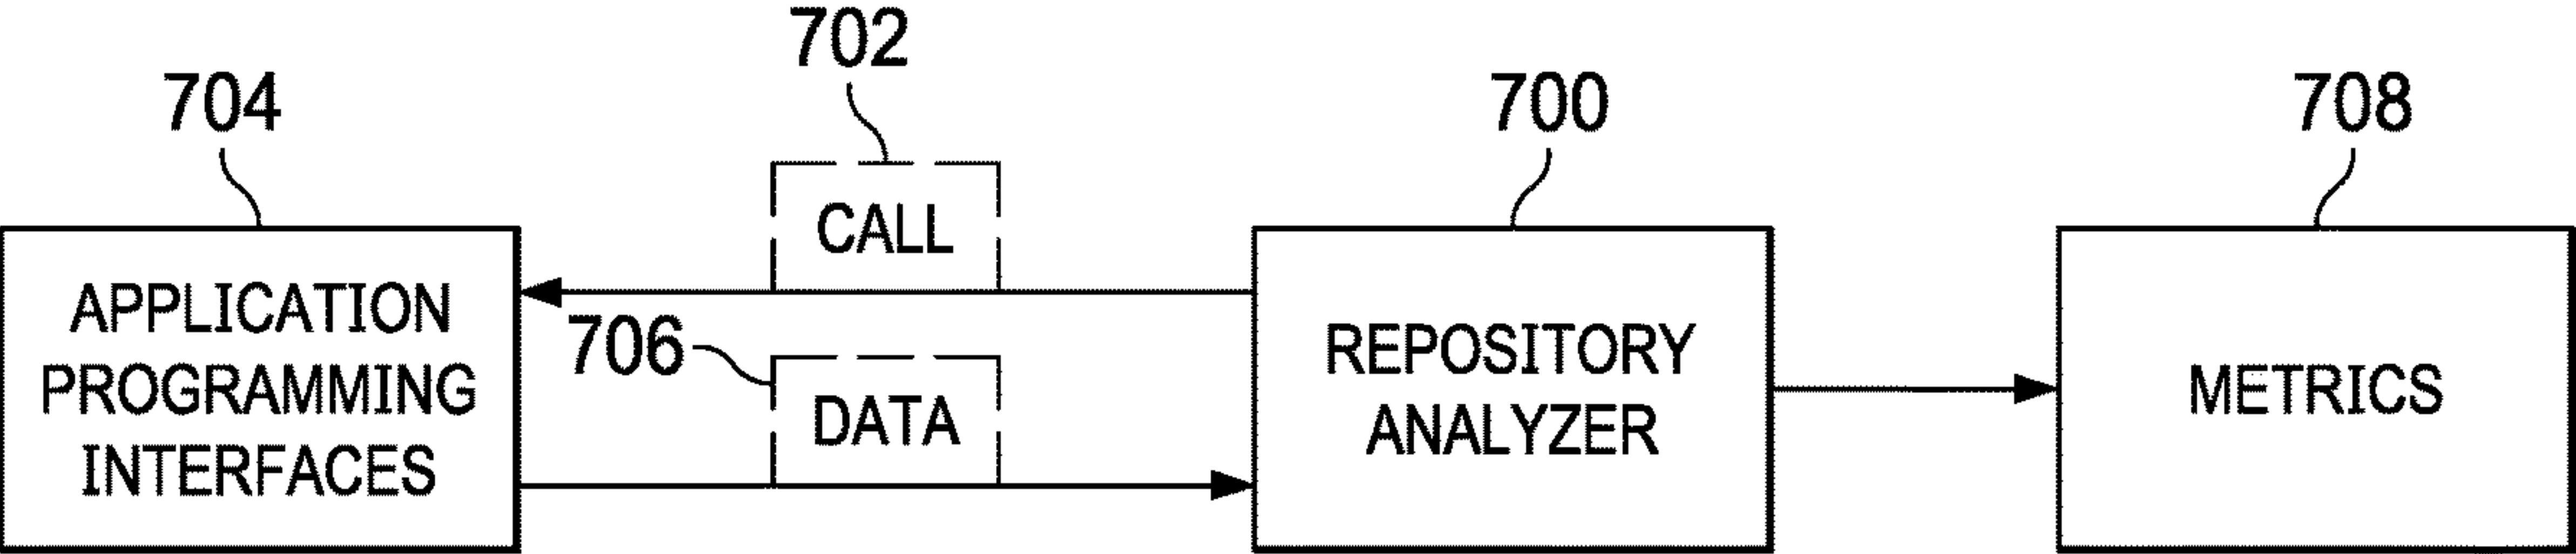 702
704
700
708
CALL
APPLICATION
PROGRAMMING
INTERFACES
706
DATA
REPOSITORY
ANALYZER
METRICS